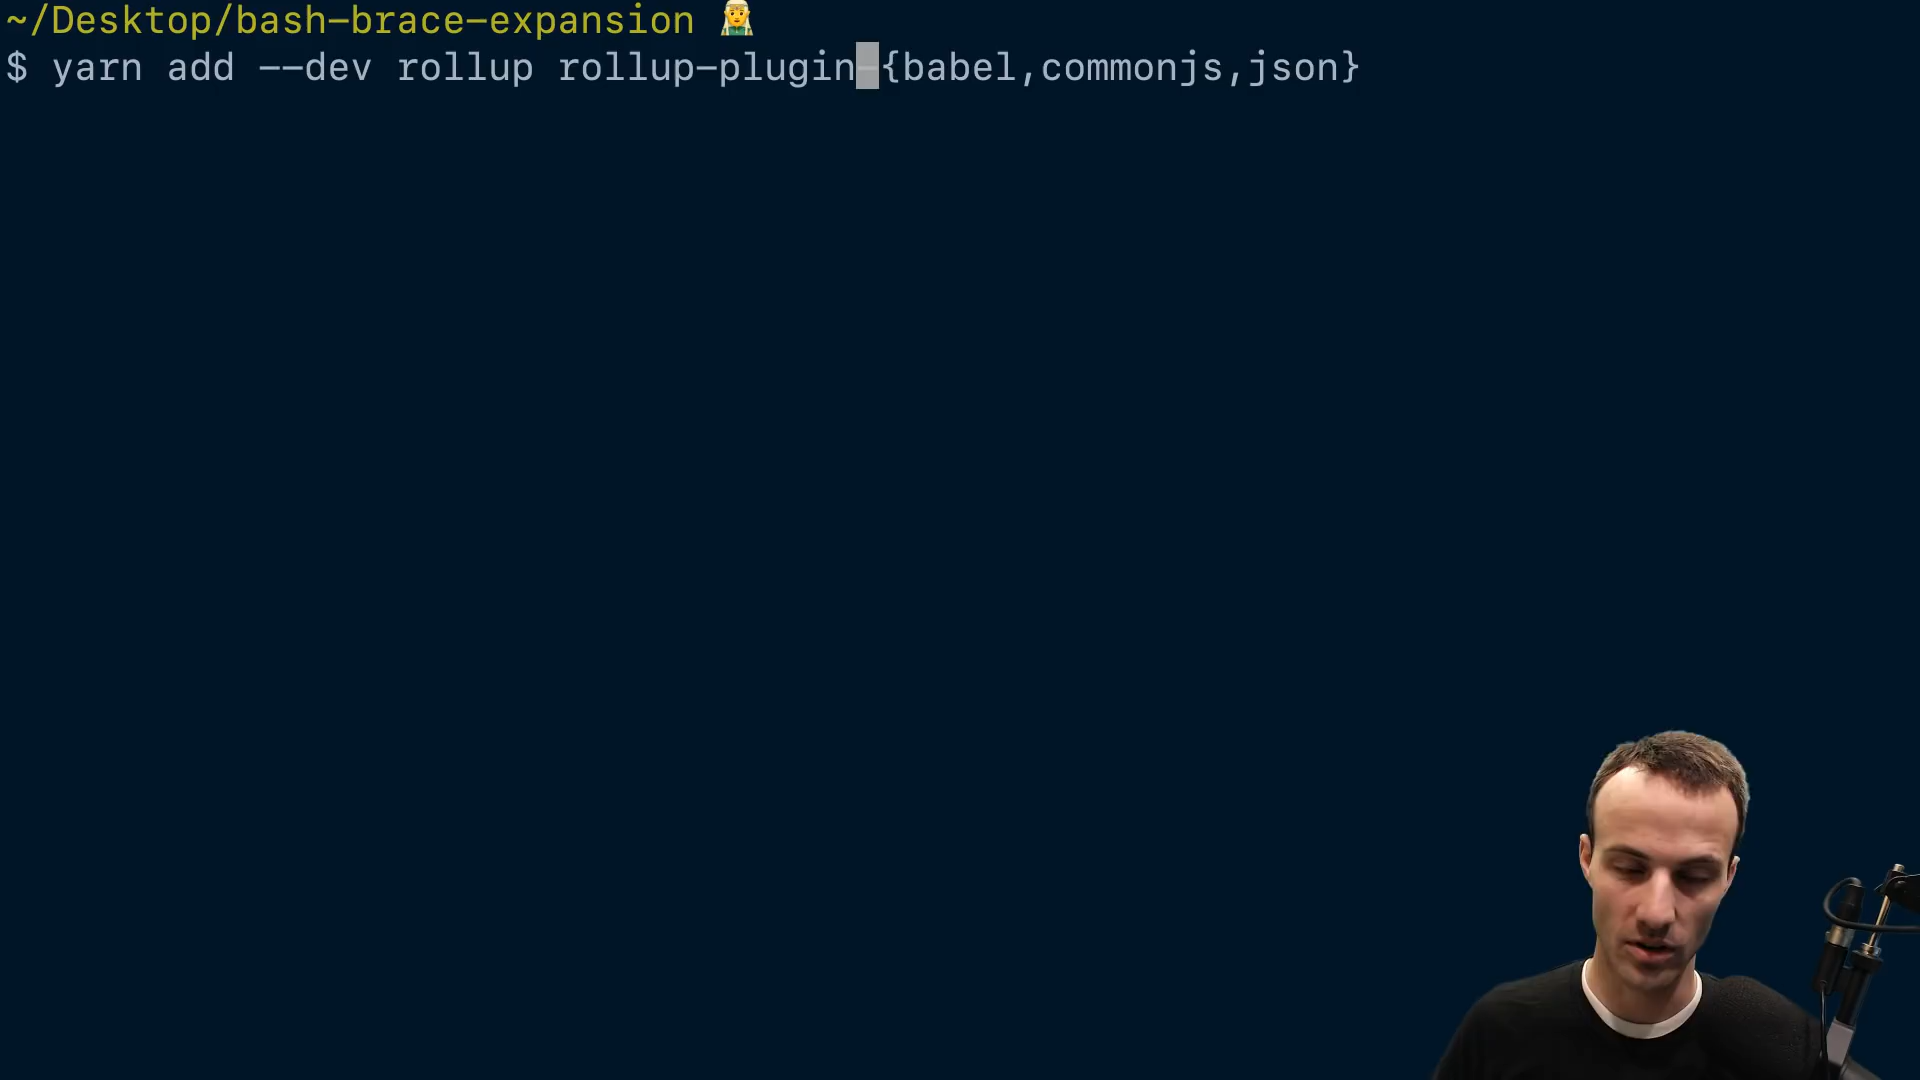 ~/Desktop/bash-brace-expansion 🧝
$ yarn add --dev rollup rollup-plugin-{babel,commonjs,json}